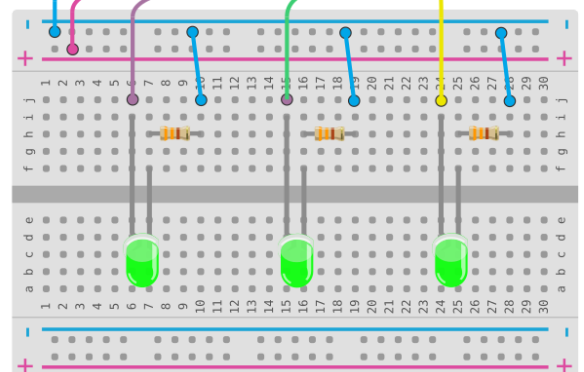 - -
+ +
1 2 3 4 5 6 7 8 9 10 11 12 13 14 15 16 17 18 19 20 21 22 23 24 25 26 27 28 29 30
j j
i i
h h
g g
f f
e e
d d
c c
b b
a a
1 2 3 4 5 6 7 8 9 10 11 12 13 14 15 16 17 18 19 20 21 22 23 24 25 26 27 28 29 30
- -
+ +